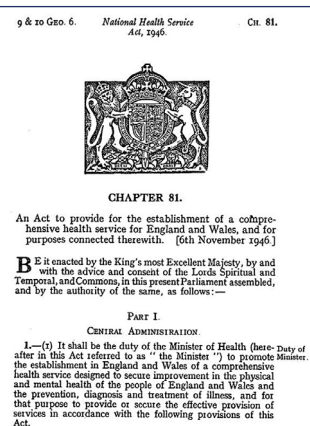 9 & 10 GEO. 6. National Health Service CH. 81.
Act, 1946.
CHAPTER 81.
An Act to provide for the establishment of a compre-
hensive health service for England and Wales, and for
purposes connected therewith. [6th November 1946.]
BE it enacted by the King's most Excellent Majesty, by and
with the advice and consent of the Lords Spiritual and
Temporal, and Commons, in this present Parliament assembled,
and by the authority of the same, as follows:—
PART I.
CENTRAL ADMINISTRATION.
1.—(1) It shall be the duty of the Minister of Health (here- Duty of
after in this Act referred to as " the Minister ") to promote Minister.
the establishment in England and Wales of a comprehensive
health service designed to secure improvement in the physical
and mental health of the people of England and Wales and
the prevention, diagnosis and treatment of illness, and for
that purpose to provide or secure the effective provision of
services in accordance with the following provisions of this
Act.